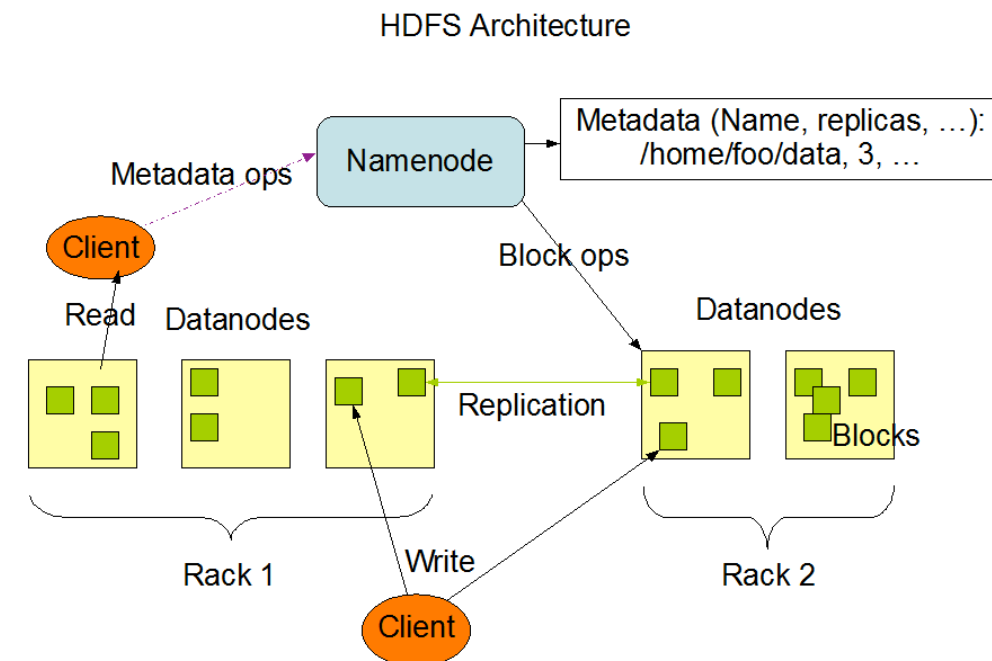 HDFS Architecture
Metadata (Name, replicas, …):
/home/foo/data, 3, …
Namenode
Metadata ops
Client
Block ops
Read
Datanodes
Datanodes
Replication
Blocks
Write
Rack 1
Rack 2
Client